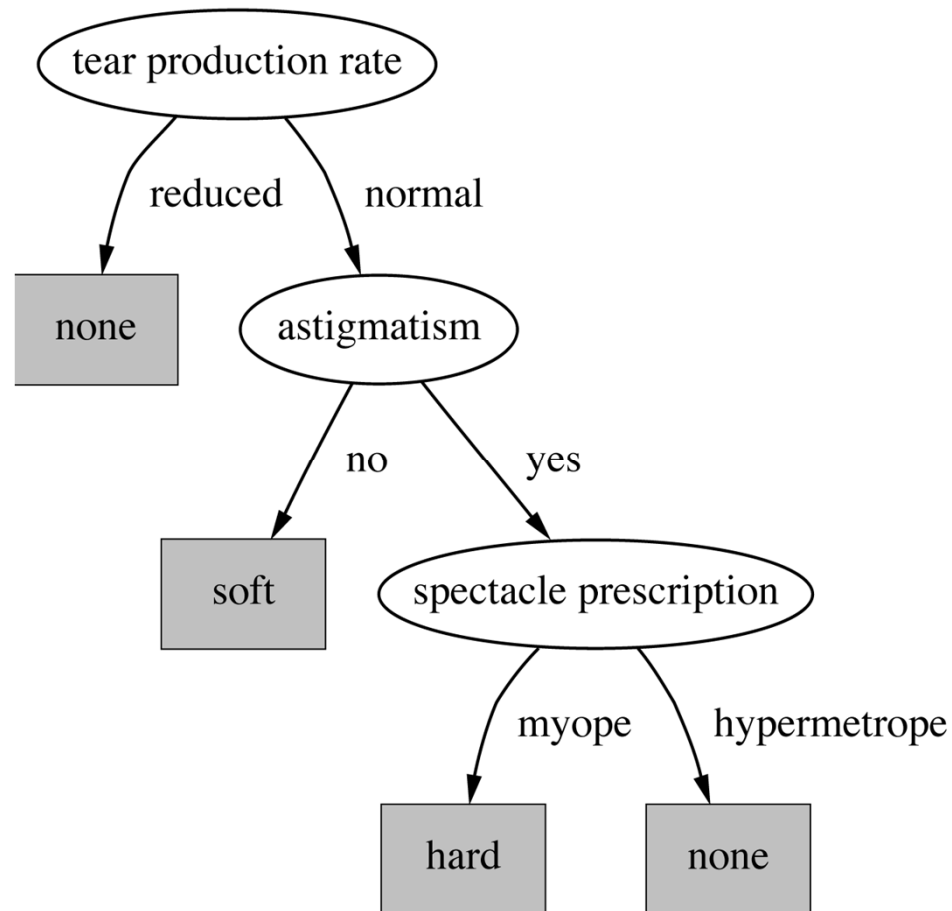 tear production rate
reduced
normal
none
astigmatism
no
yes
soft
spectacle prescription
myope
hypermetrope
hard
none